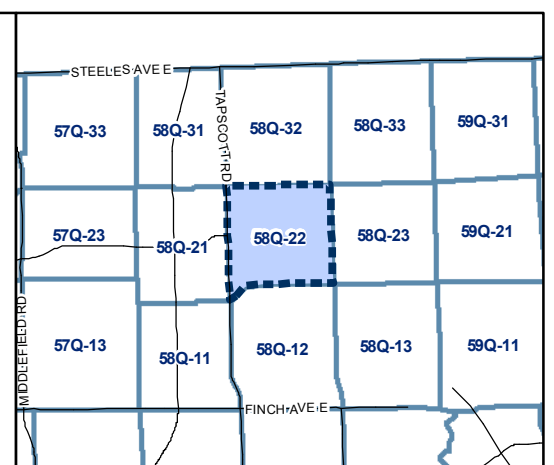 STEELES AVE E
TAPSCOTT RD
57Q-33
58Q-31
58Q-32
58Q-33
59Q-31
57Q-23
58Q-21
58Q-22
58Q-23
59Q-21
MIDDLEFIELD RD
57Q-13
58Q-11
58Q-12
58Q-13
59Q-11
FINCH AVE E